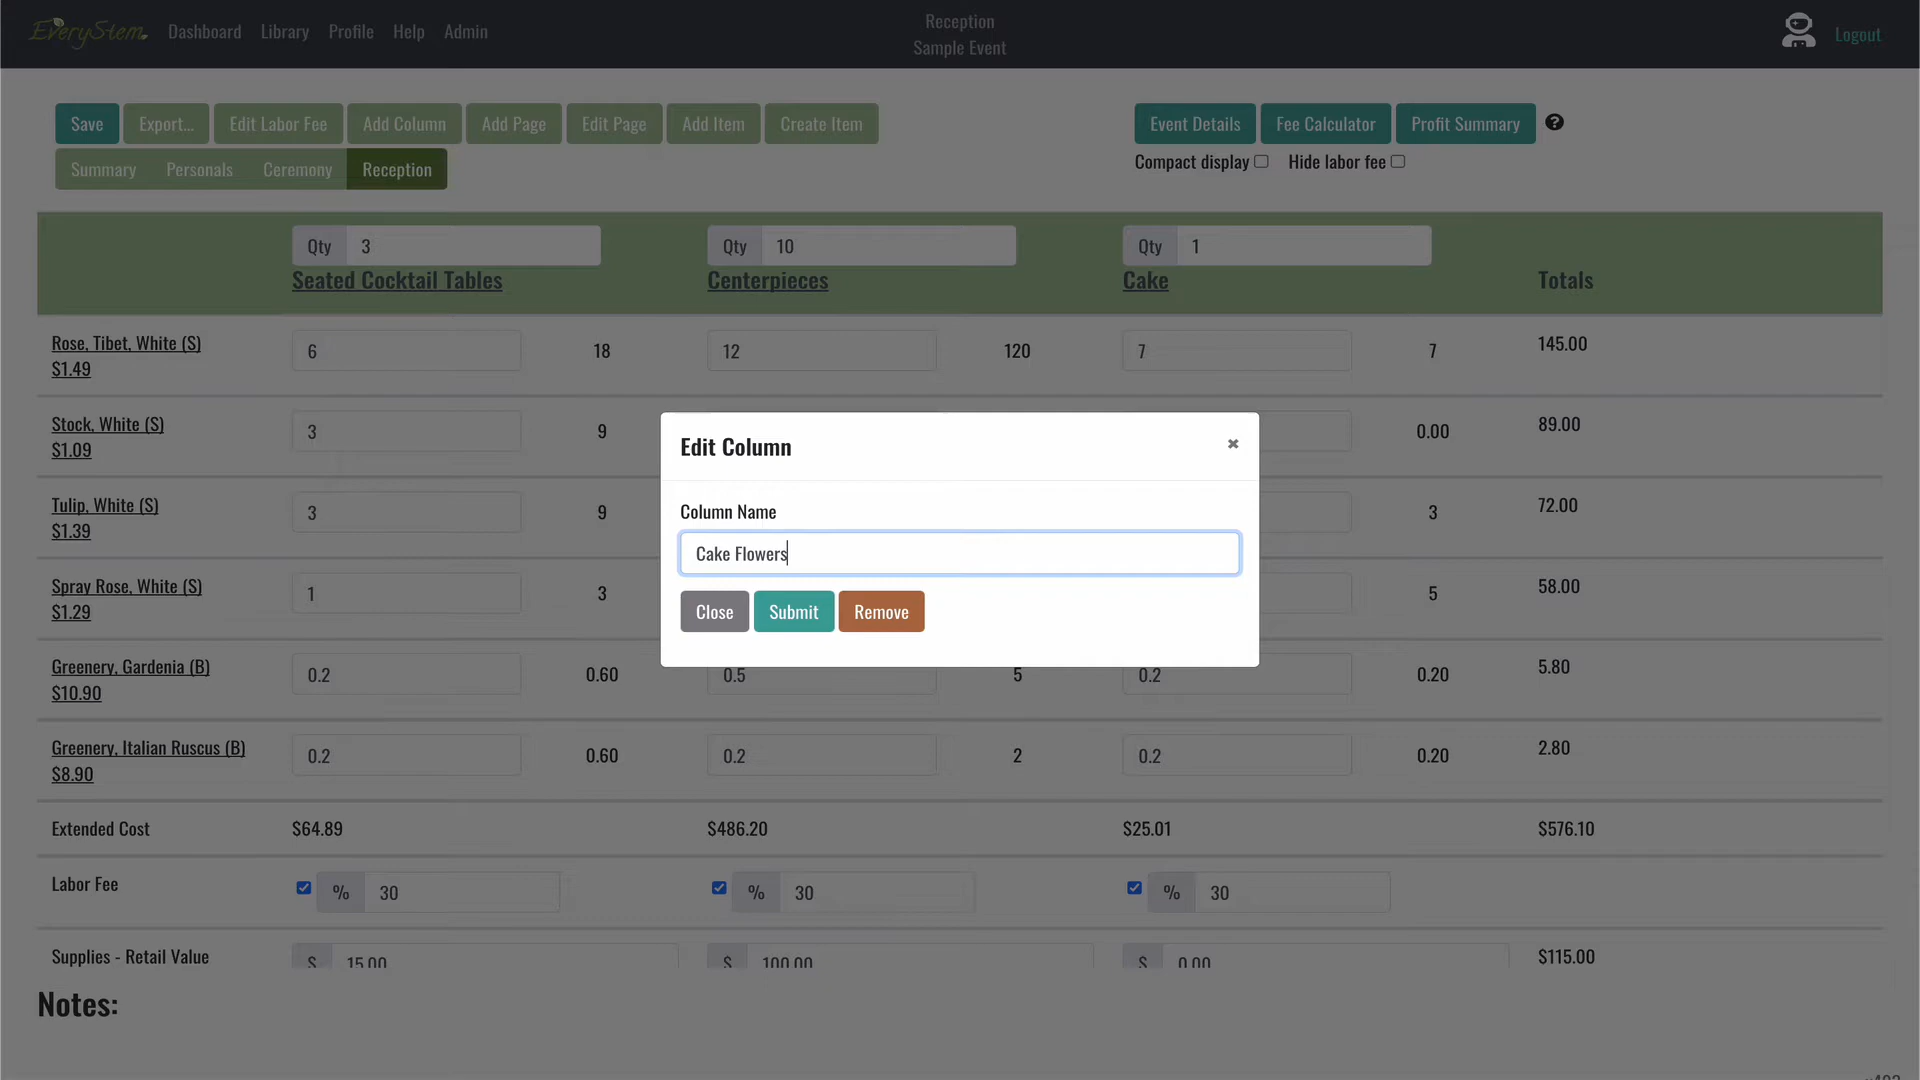 EveryStem Dashboard Library Profile Help Admin
Reception
Sample Event
Logout
Save Export... Edit Labor Fee Add Column Add Page Edit Page Add Item Create Item
Event Details Fee Calculator Profit Summary ?
Summary Personals Ceremony Reception
Compact display Hide labor fee
Qty 3 Qty 10 Qty 1
Seated Cocktail Tables Centerpieces Cake Totals
Rose, Tibet, White (S) 6 18 12 120 7 7 145.00
$1.49
Stock, White (S) 3 9 0.00 89.00
$1.09
Tulip, White (S) 3 9 3 72.00
$1.39
Spray Rose, White (S) 1 3 5 58.00
$1.29
Greenery, Gardenia (B) 0.2 0.60 0.5 5 0.2 0.20 5.80
$10.90
Greenery, Italian Ruscus (B) 0.2 0.60 0.2 2 0.2 0.20 2.80
$8.90
Extended Cost $64.89 $486.20 $25.01 $576.10
Labor Fee % 30 % 30 % 30
Supplies - Retail Value $ 15.00 $ 100.00 $ 0.00 $115.00
Notes:
Edit Column
Column Name
Cake Flowers
Close Submit Remove